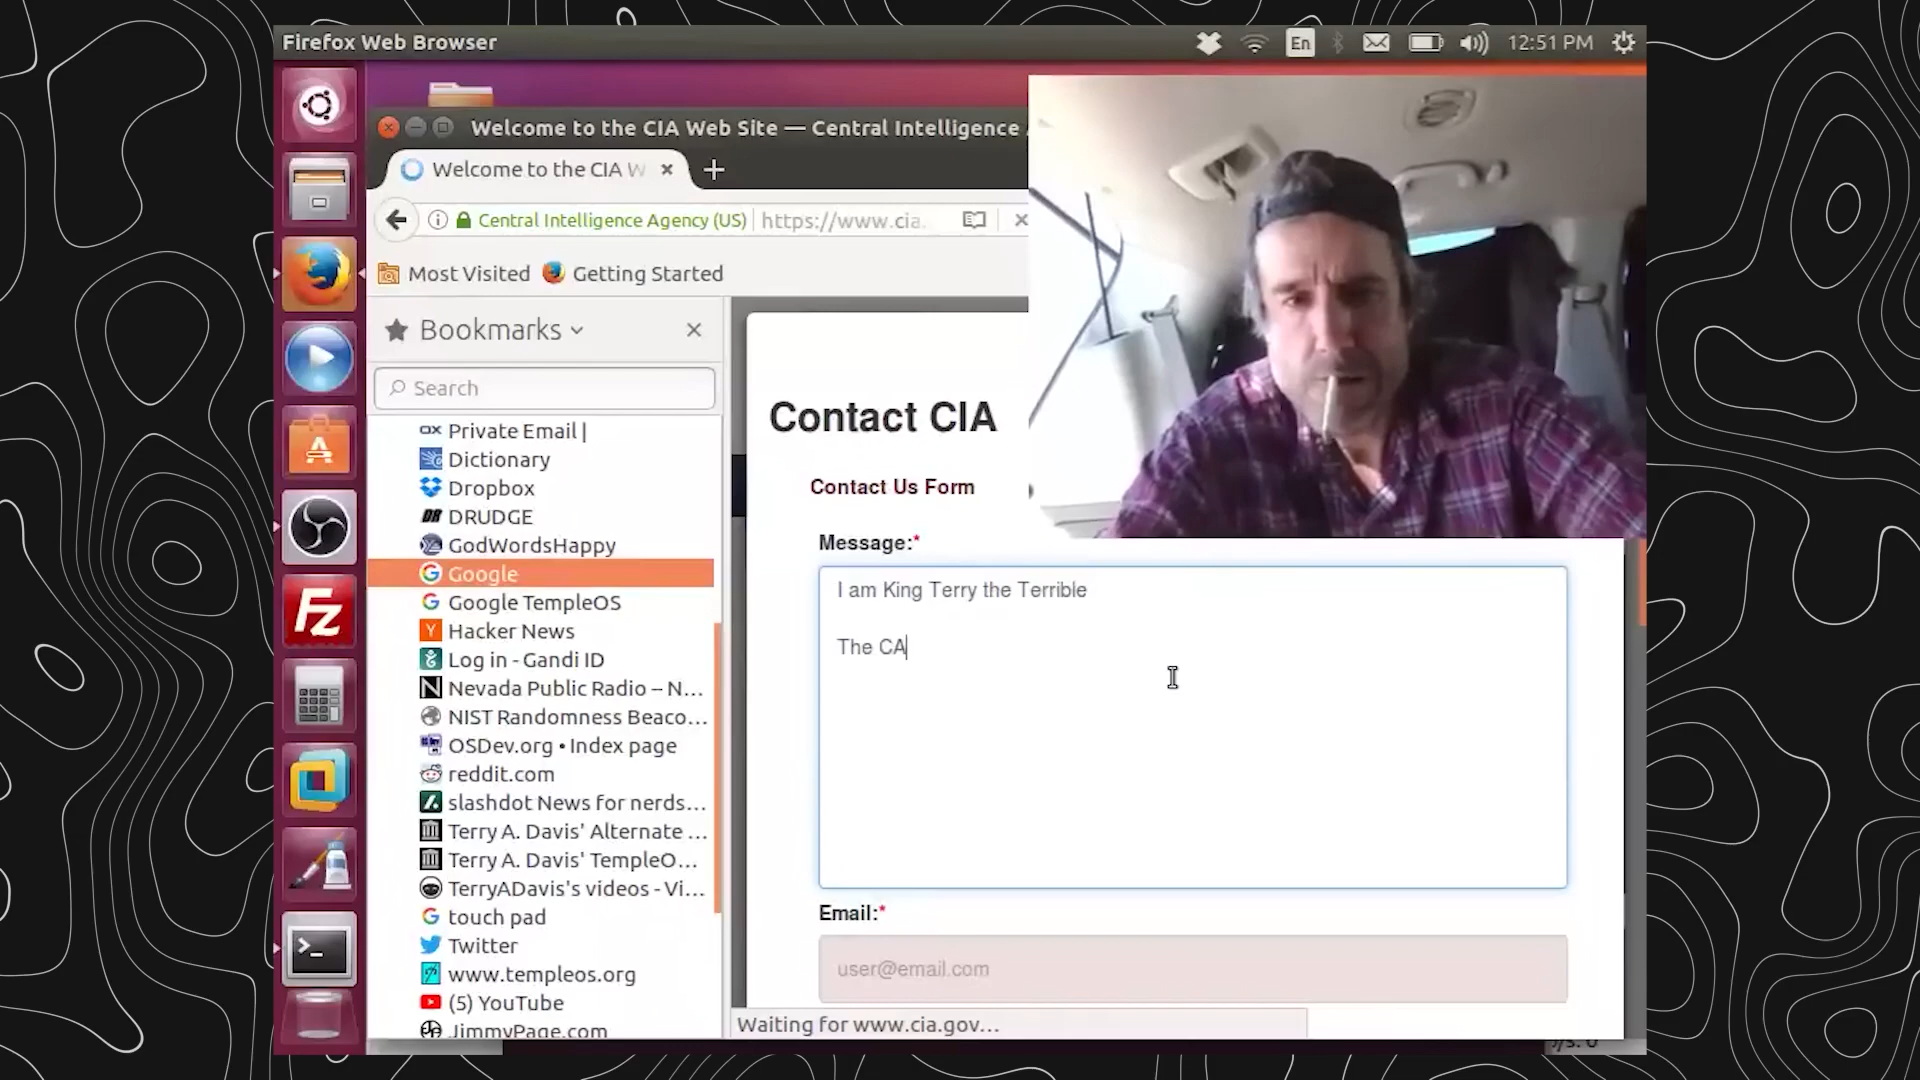 Firefox Web Browser
En
12:51 PM
Welcome to the CIA Web Site — Central Intelligence
Welcome to the CIA W
Central Intelligence Agency (US)
https://www.cia.
Most Visited
Getting Started
Bookmarks
Search
Private Email |
Dictionary
Dropbox
DRUDGE
GodWordsHappy
Google
Google TempleOS
Hacker News
Log in - Gandi ID
Nevada Public Radio – N...
NIST Randomness Beaco...
OSDev.org • Index page
reddit.com
slashdot News for nerds...
Terry A. Davis' Alternate ...
Terry A. Davis' TempleO...
TerryADavis's videos - Vi...
touch pad
Twitter
www.templeos.org
(5) YouTube
JimmyPage.com
Contact CIA
Contact Us Form
Message:*
I am King Terry the Terrible
The CA
Email:*
user@email.com
Waiting for www.cia.gov...